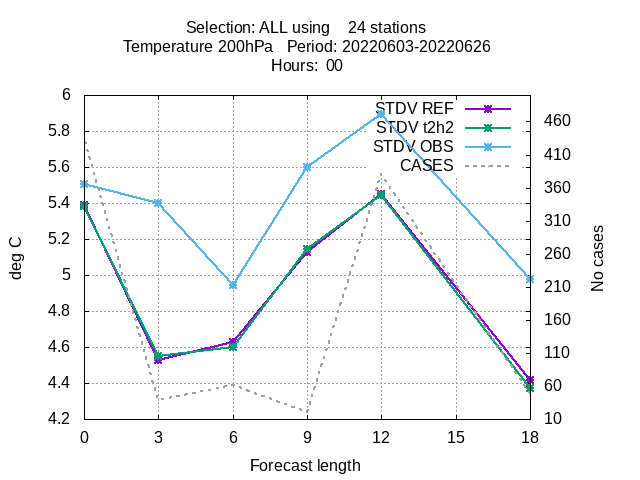 Selection: ALL using    24 stations
Temperature 200hPa   Period: 20220603-20220626
Hours:  00
STDV REF
STDV t2h2
STDV OBS
CASES
deg C
6
5.8
5.6
5.4
5.2
5
4.8
4.6
4.4
4.2
460
410
360
310
260
210
160
110
60
10
No cases
0 3 6 9 12 15 18
Forecast length